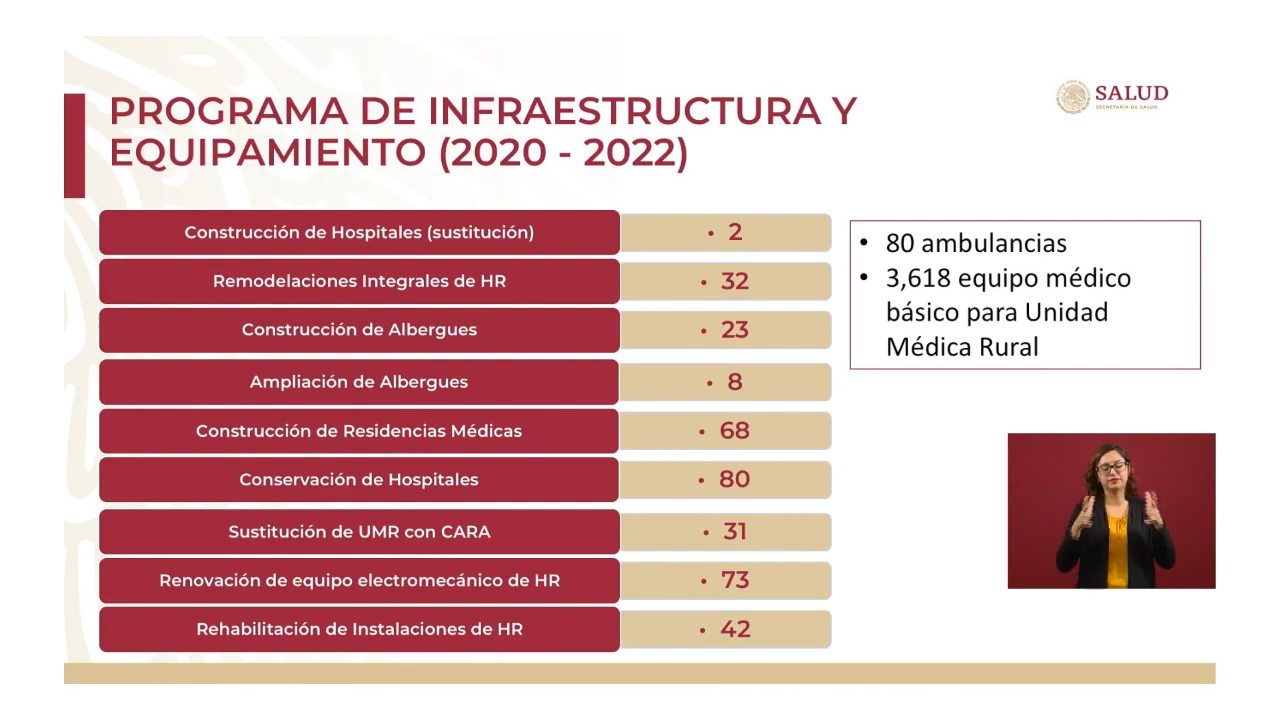 PROGRAMA DE INFRAESTRUCTURA Y
EQUIPAMIENTO (2020 - 2022)
SALUD
SECRETARÍA DE SALUD
Construcción de Hospitales (sustitución)
• 2
Remodelaciones Integrales de HR
• 32
Construcción de Albergues
• 23
Ampliación de Albergues
• 8
Construcción de Residencias Médicas
• 68
Conservación de Hospitales
• 80
Sustitución de UMR con CARA
• 31
Renovación de equipo electromecánico de HR
• 73
Rehabilitación de Instalaciones de HR
• 42
• 80 ambulancias
• 3,618 equipo médico
básico para Unidad
Médica Rural